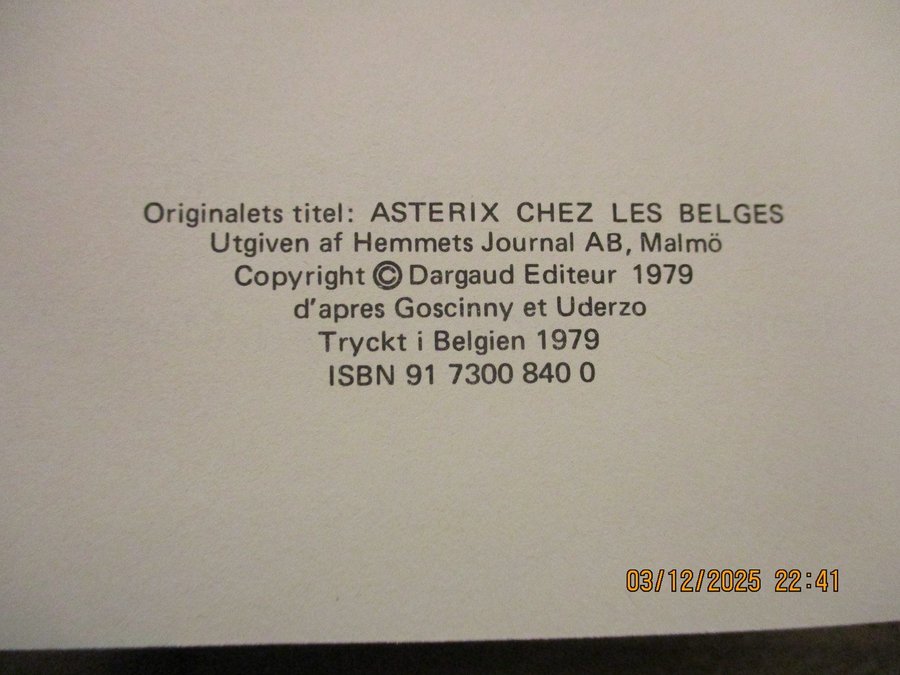 Originalets titel: ASTERIX CHEZ LES BELGES
Utgiven af Hemmets Journal AB, Malmö
Copyright © Dargaud Editeur 1979
d'apres Goscinny et Uderzo
Tryckt i Belgien 1979
ISBN 91 7300 840 0
03/12/2025 22:41